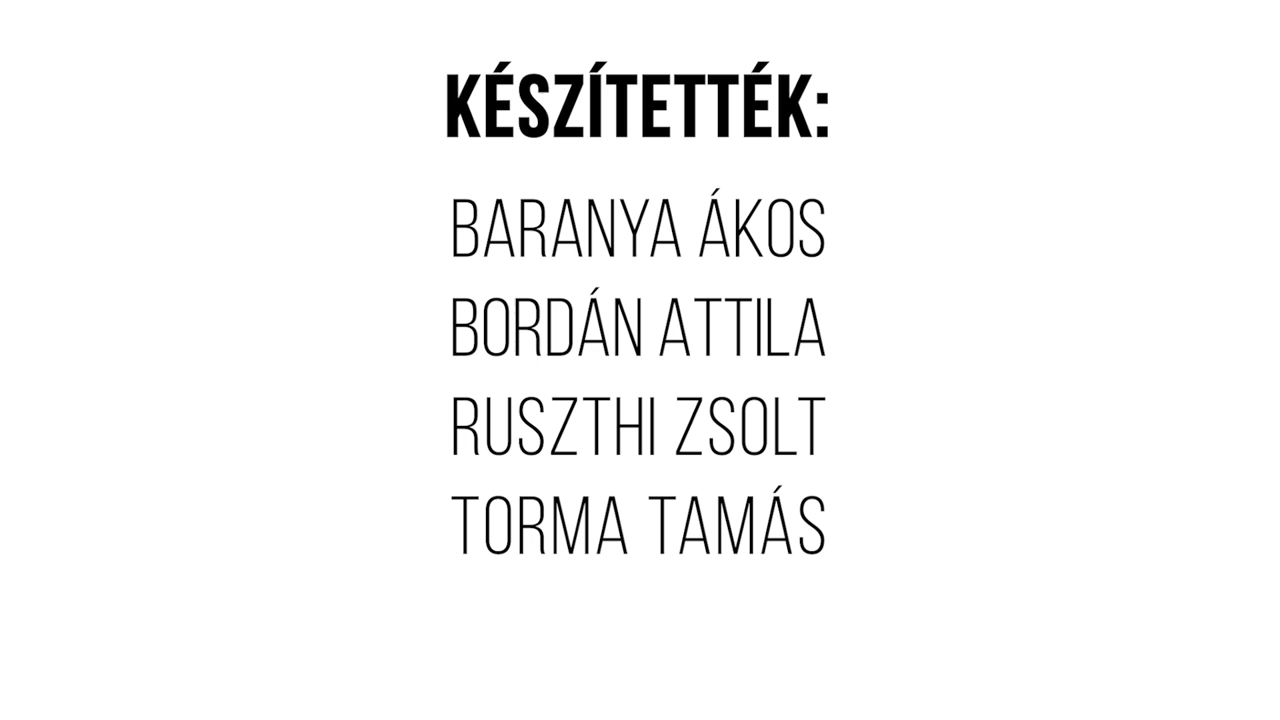 KÉSZÍTETTÉK:
BARANYA ÁKOS
BORDÁN ATTILA
RUSZTHI ZSOLT
TORMA TAMÁS